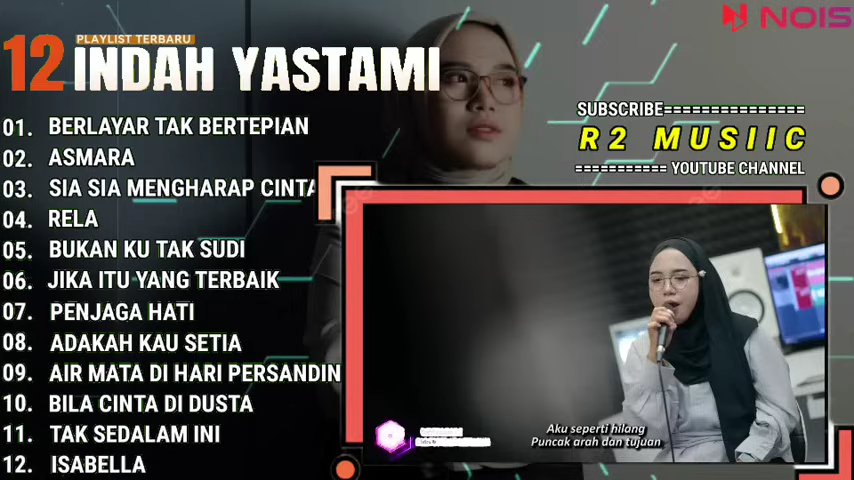 PLAYLIST TERBARU
12 INDAH YASTAMI
NOIS
SUBSCRIBE===============
R2 MUSIIC
=========== YOUTUBE CHANNEL
01. BERLAYAR TAK BERTEPIAN
02. ASMARA
03. SIA SIA MENGHARAP CINTA
04. RELA
05. BUKAN KU TAK SUDI
06. JIKA ITU YANG TERBAIK
07. PENJAGA HATI
08. ADAKAH KAU SETIA
09. AIR MATA DI HARI PERSANDIN
10. BILA CINTA DI DUSTA
11. TAK SEDALAM INI
12. ISABELLA
Aku seperti hilang
Puncak arah dan tujuan